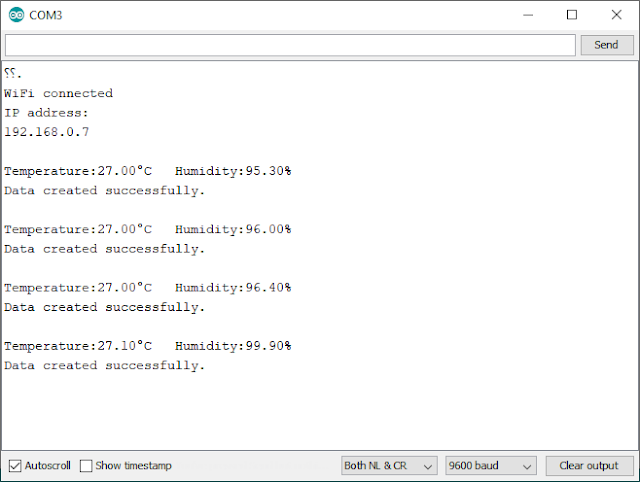 COM3
Send
⸮⸮.
WiFi connected
IP address:
192.168.0.7
Temperature:27.00°C   Humidity:95.30%
Data created successfully.
Temperature:27.00°C   Humidity:96.00%
Data created successfully.
Temperature:27.00°C   Humidity:96.40%
Data created successfully.
Temperature:27.10°C   Humidity:99.90%
Data created successfully.
Autoscroll Show timestamp Both NL & CR 9600 baud Clear output